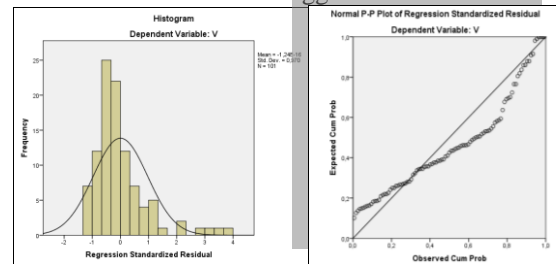 gg
Histogram
Dependent Variable: V
Mean = -1,24E-16
Std. Dev. = 0,970
N = 101
Frequency
25
20
15
10
5
0
-2 -1 0 1 2 3 4
Regression Standardized Residual
Normal P-P Plot of Regression Standardized Residual
Dependent Variable: V
Expected Cum Prob
1,0
0,8
0,6
0,4
0,2
0,0
0,0 0,2 0,4 0,6 0,8 1,0
Observed Cum Prob